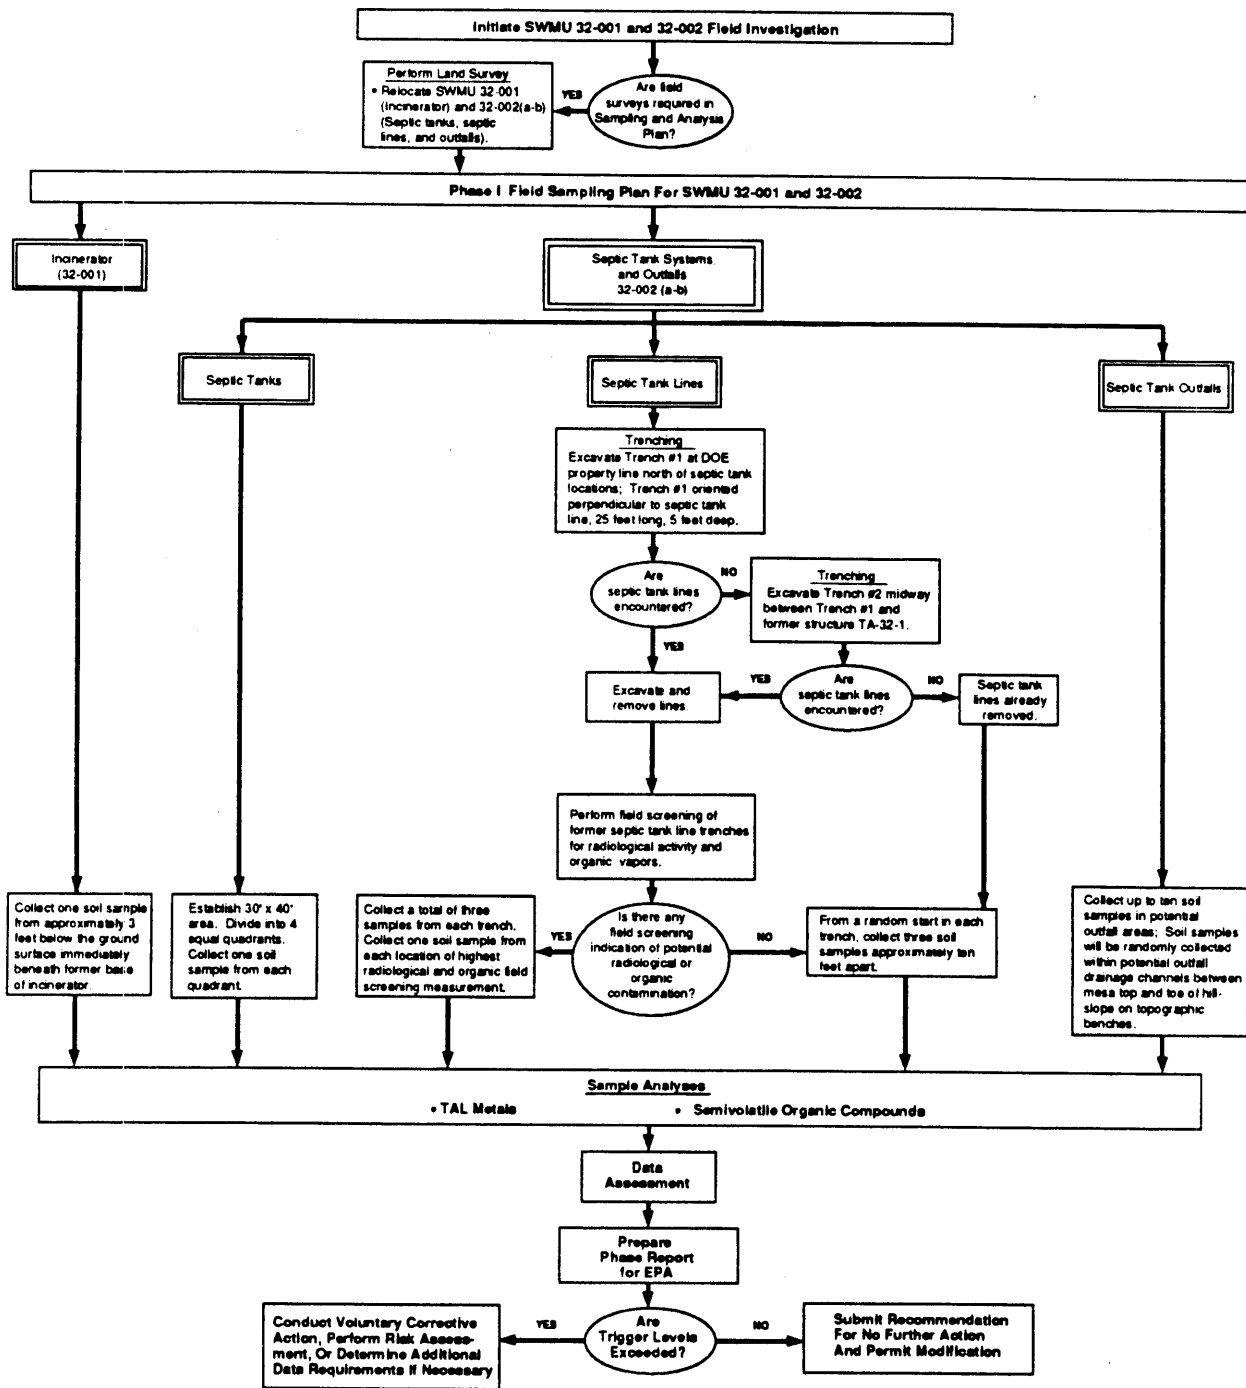 Initiate SWMU 32-001 and 32-002 Field Investigation
Perform Land Survey
• Relocate SWMU 32-001
(Incinerator) and 32-002(a-b)
(Septic tanks, septic
lines, and outfalls).
YES
Are field
surveys required in
Sampling and Analysis
Plan?
Phase I Field Sampling Plan For SWMU 32-001 and 32-002
Incinerator
(32-001)
Septic Tank Systems
and Outfalls
32-002 (a-b)
Septic Tanks
Septic Tank Lines
Septic Tank Outfalls
Trenching
Excavate Trench #1 at DOE
property line north of septic tank
locations; Trench #1 oriented
perpendicular to septic tank
line, 25 feet long, 5 feet deep.
Are
septic tank lines
encountered?
NO
Trenching
Excavate Trench #2 midway
between Trench #1 and
former structure TA-32-1.
YES
Excavate and
remove lines.
YES
Are
septic tank lines
encountered?
NO
Septic tank
lines already
removed.
Perform field screening of
former septic tank line trenches
for radiological activity and
organic vapors.
Collect one soil sample
from approximately 3
feet below the ground
surface immediately
beneath former base
of incinerator.
Establish 30' x 40'
area. Divide into 4
equal quadrants.
Collect one soil
sample from each
quadrant.
Collect a total of three
samples from each trench.
Collect one soil sample from
each location of highest
radiological and organic field
screening measurement.
YES
Is there any
field screening
indication of potential
radiological or
organic
contamination?
NO
From a random start in each
trench, collect three soil
samples approximately ten
feet apart.
Collect up to ten soil
samples in potential
outfall areas; Soil samples
will be randomly collected
within potential outfall
drainage channels between
mesa top and toe of hill-
slope on topographic
benches.
Sample Analyses
• TAL Metals
• Semivolatile Organic Compounds
Data
Assessment
Prepare
Phase Report
for EPA
Conduct Voluntary Corrective
Action, Perform Risk Assess-
ment, Or Determine Additional
Data Requirements If Necessary
YES
Are
Trigger Levels
Exceeded?
NO
Submit Recommendation
For No Further Action
And Permit Modification